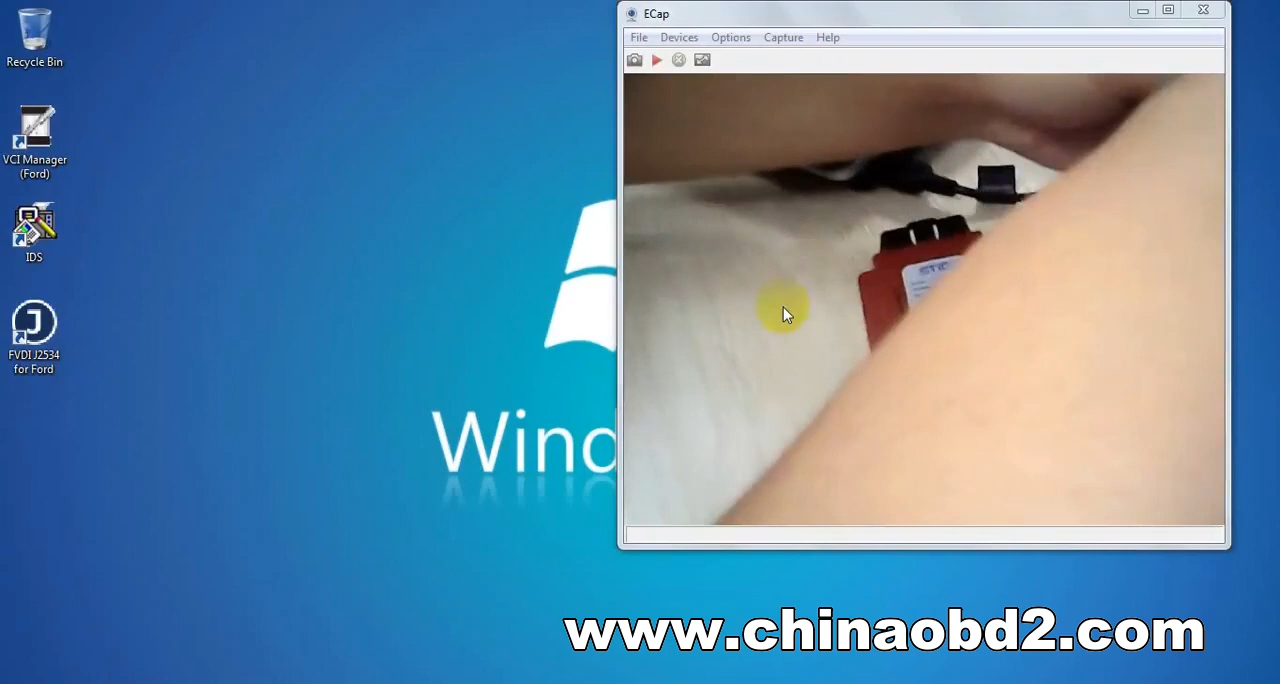 Recycle Bin
VCI Manager
(Ford)
IDS
J
FVDI J2534
for Ford
Wind
ECap
File Devices Options Capture Help
www.chinaobd2.com